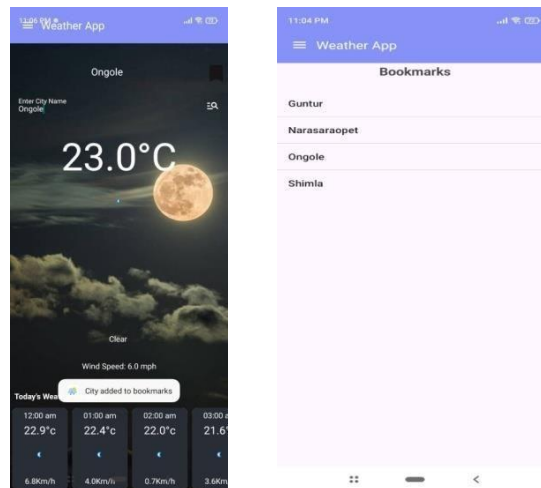 11:06 PM
Weather App
Ongole
Enter City Name
Ongole
23.0°C
Clear
Wind Speed: 6.0 mph
Today's Wea
City added to bookmarks
12:00 am 01:00 am 02:00 am 03:00 a
22.9°c 22.4°c 22.0°c 21.6°
6.8Km/h 4.0Km/h 0.7Km/h 3.6Km
11:04 PM
Weather App
Bookmarks
Guntur
Narasaraopet
Ongole
Shimla